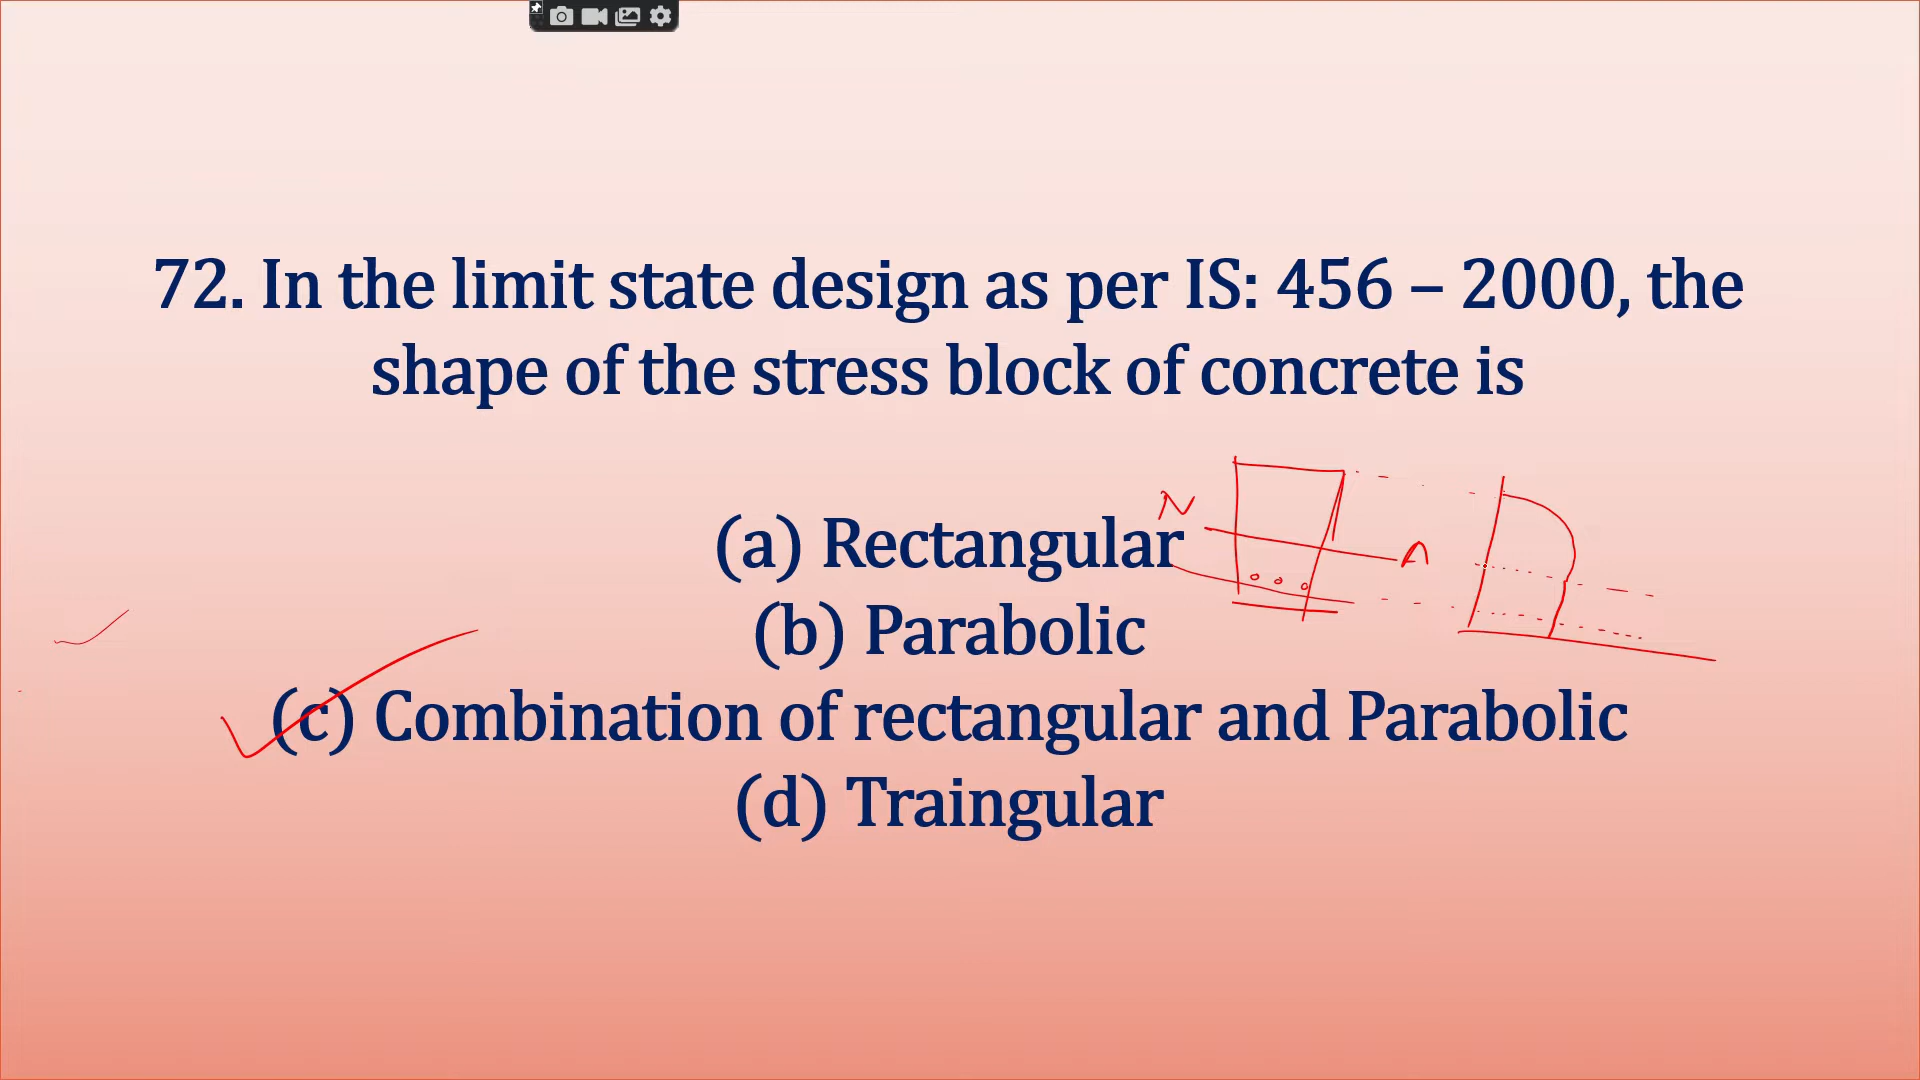 72. In the limit state design as per IS: 456 – 2000, the
shape of the stress block of concrete is
(a) Rectangular
N
A
(b) Parabolic
(c) Combination of rectangular and Parabolic
(d) Traingular